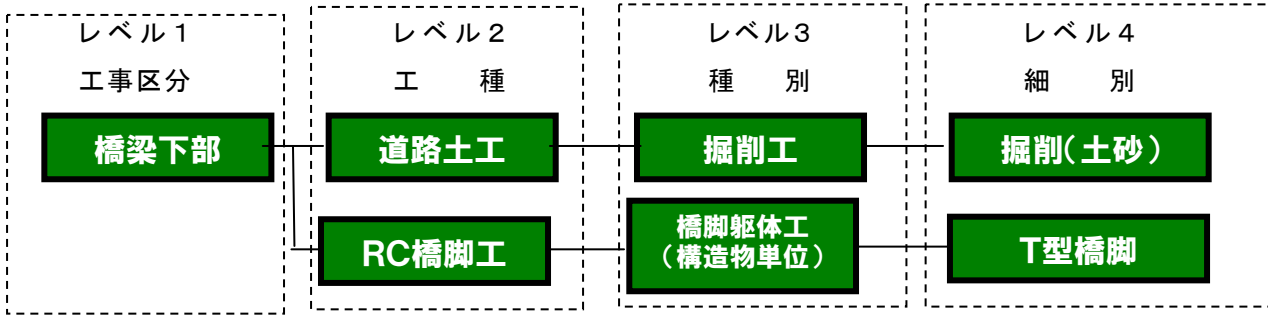 レベル1
レベル2
レベル3
レベル4
工事区分
工 種
種 別
細 別
橋梁下部
道路土工
掘削工
掘削(土砂)
RC橋脚工
橋脚躯体工
(構造物単位)
T型橋脚